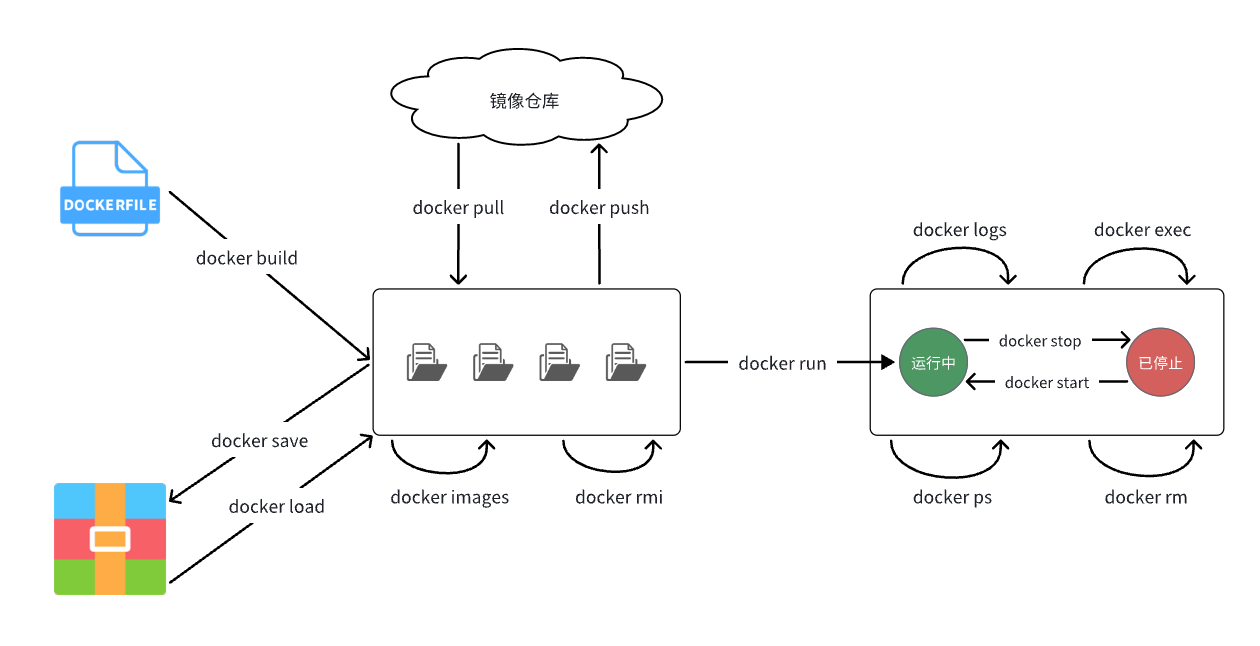 镜像仓库
DOCKERFILE
docker pull
docker push
docker build
docker logs
docker exec
docker run
运行中
docker stop
已停止
docker start
docker save
docker load
docker images
docker rmi
docker ps
docker rm